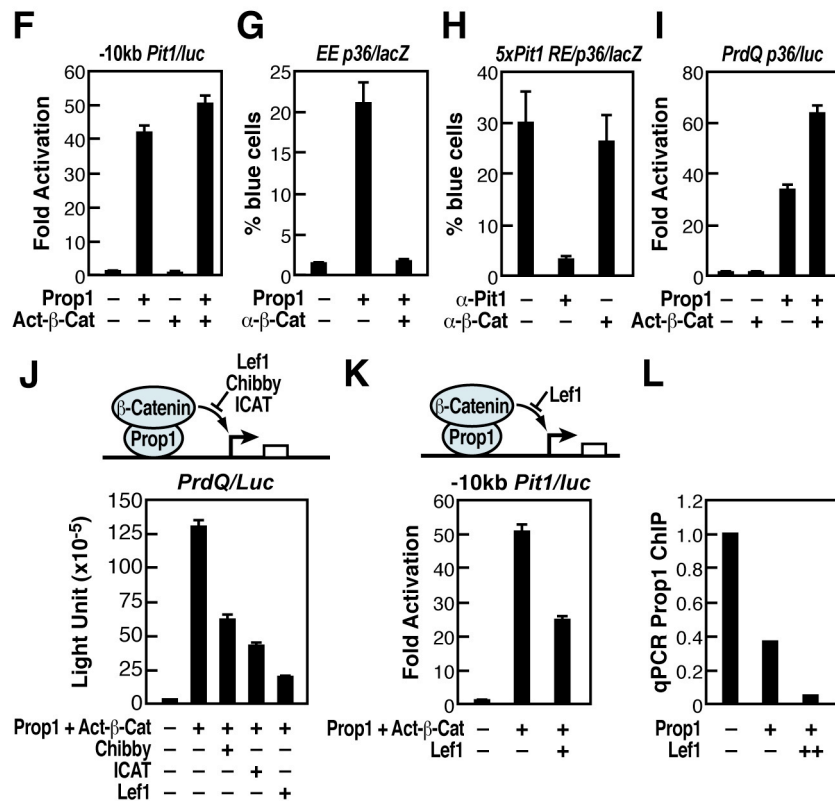 F
-10kb Pit1/luc
Fold Activation
60
50
40
30
20
10
0
Prop1 – + – +
Act-β-Cat – – + +
G
EE p36/lacZ
% blue cells
25
20
15
10
5
0
Prop1 – + +
α-β-Cat – – +
H
5xPit1 RE/p36/lacZ
% blue cells
40
30
20
10
0
α-Pit1 – + –
α-β-Cat – – +
I
PrdQ p36/luc
Fold Activation
80
60
40
20
0
Prop1 – – + +
Act-β-Cat – + – +
J
Lef1
Chibby
ICAT
β-Catenin
Prop1
PrdQ/Luc
Light Unit (x10-5)
150
125
100
75
50
25
0
Prop1 + Act-β-Cat – + + + +
Chibby – – + – –
ICAT – – – + –
Lef1 – – – – +
K
Lef1
β-Catenin
Prop1
-10kb Pit1/luc
Fold Activation
60
50
40
30
20
10
0
Prop1 + Act-β-Cat – + +
Lef1 – – +
L
qPCR Prop1 ChIP
1.2
1.0
0.8
0.6
0.4
0.2
0
Prop1 – + +
Lef1 – – ++